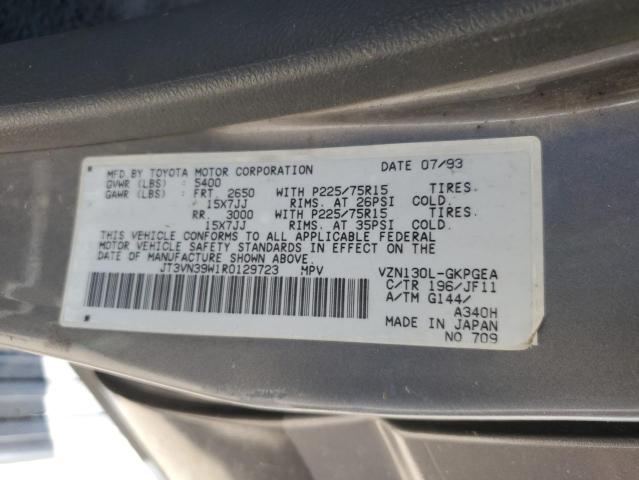 MFD.BY TOYOTA MOTOR CORPORATION DATE 07/93
GVWR (LBS) : 5400
GAWR (LBS) : FRT 2650 WITH P225/75R15 TIRES.
15X7JJ RIMS. AT 26PSI COLD.
RR. 3000 WITH P225/75R15 TIRES.
15X7JJ RIMS. AT 35PSI COLD.
THIS VEHICLE CONFORMS TO ALL APPLICABLE FEDERAL
MOTOR VEHICLE SAFETY STANDARDS IN EFFECT ON THE
DATE OF MANUFACTURE SHOWN ABOVE.
JT3VN39W1R0129723 MPV VZN130L-GKPGEA
C/TR 196/JF11
A/TM G144/
A340H
MADE IN JAPAN
NO 709